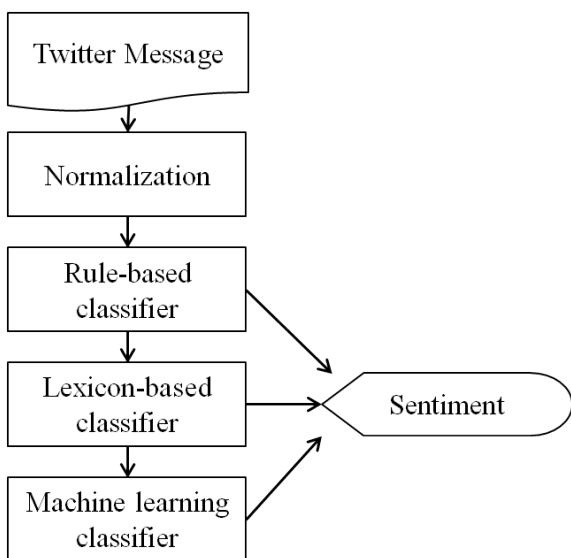 Twitter Message
Normalization
Rule-based
classifier
Lexicon-based
classifier
Sentiment
Machine learning
classifier